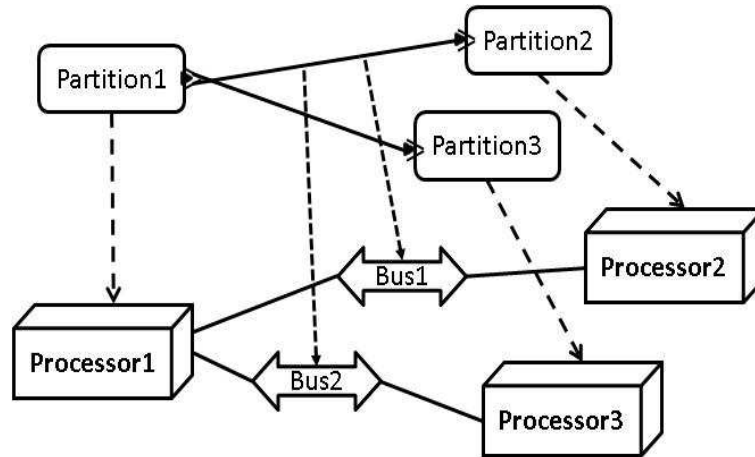 Partition2
Partition1
Partition3
Processor2
Bus1
Processor1
Bus2
Processor3